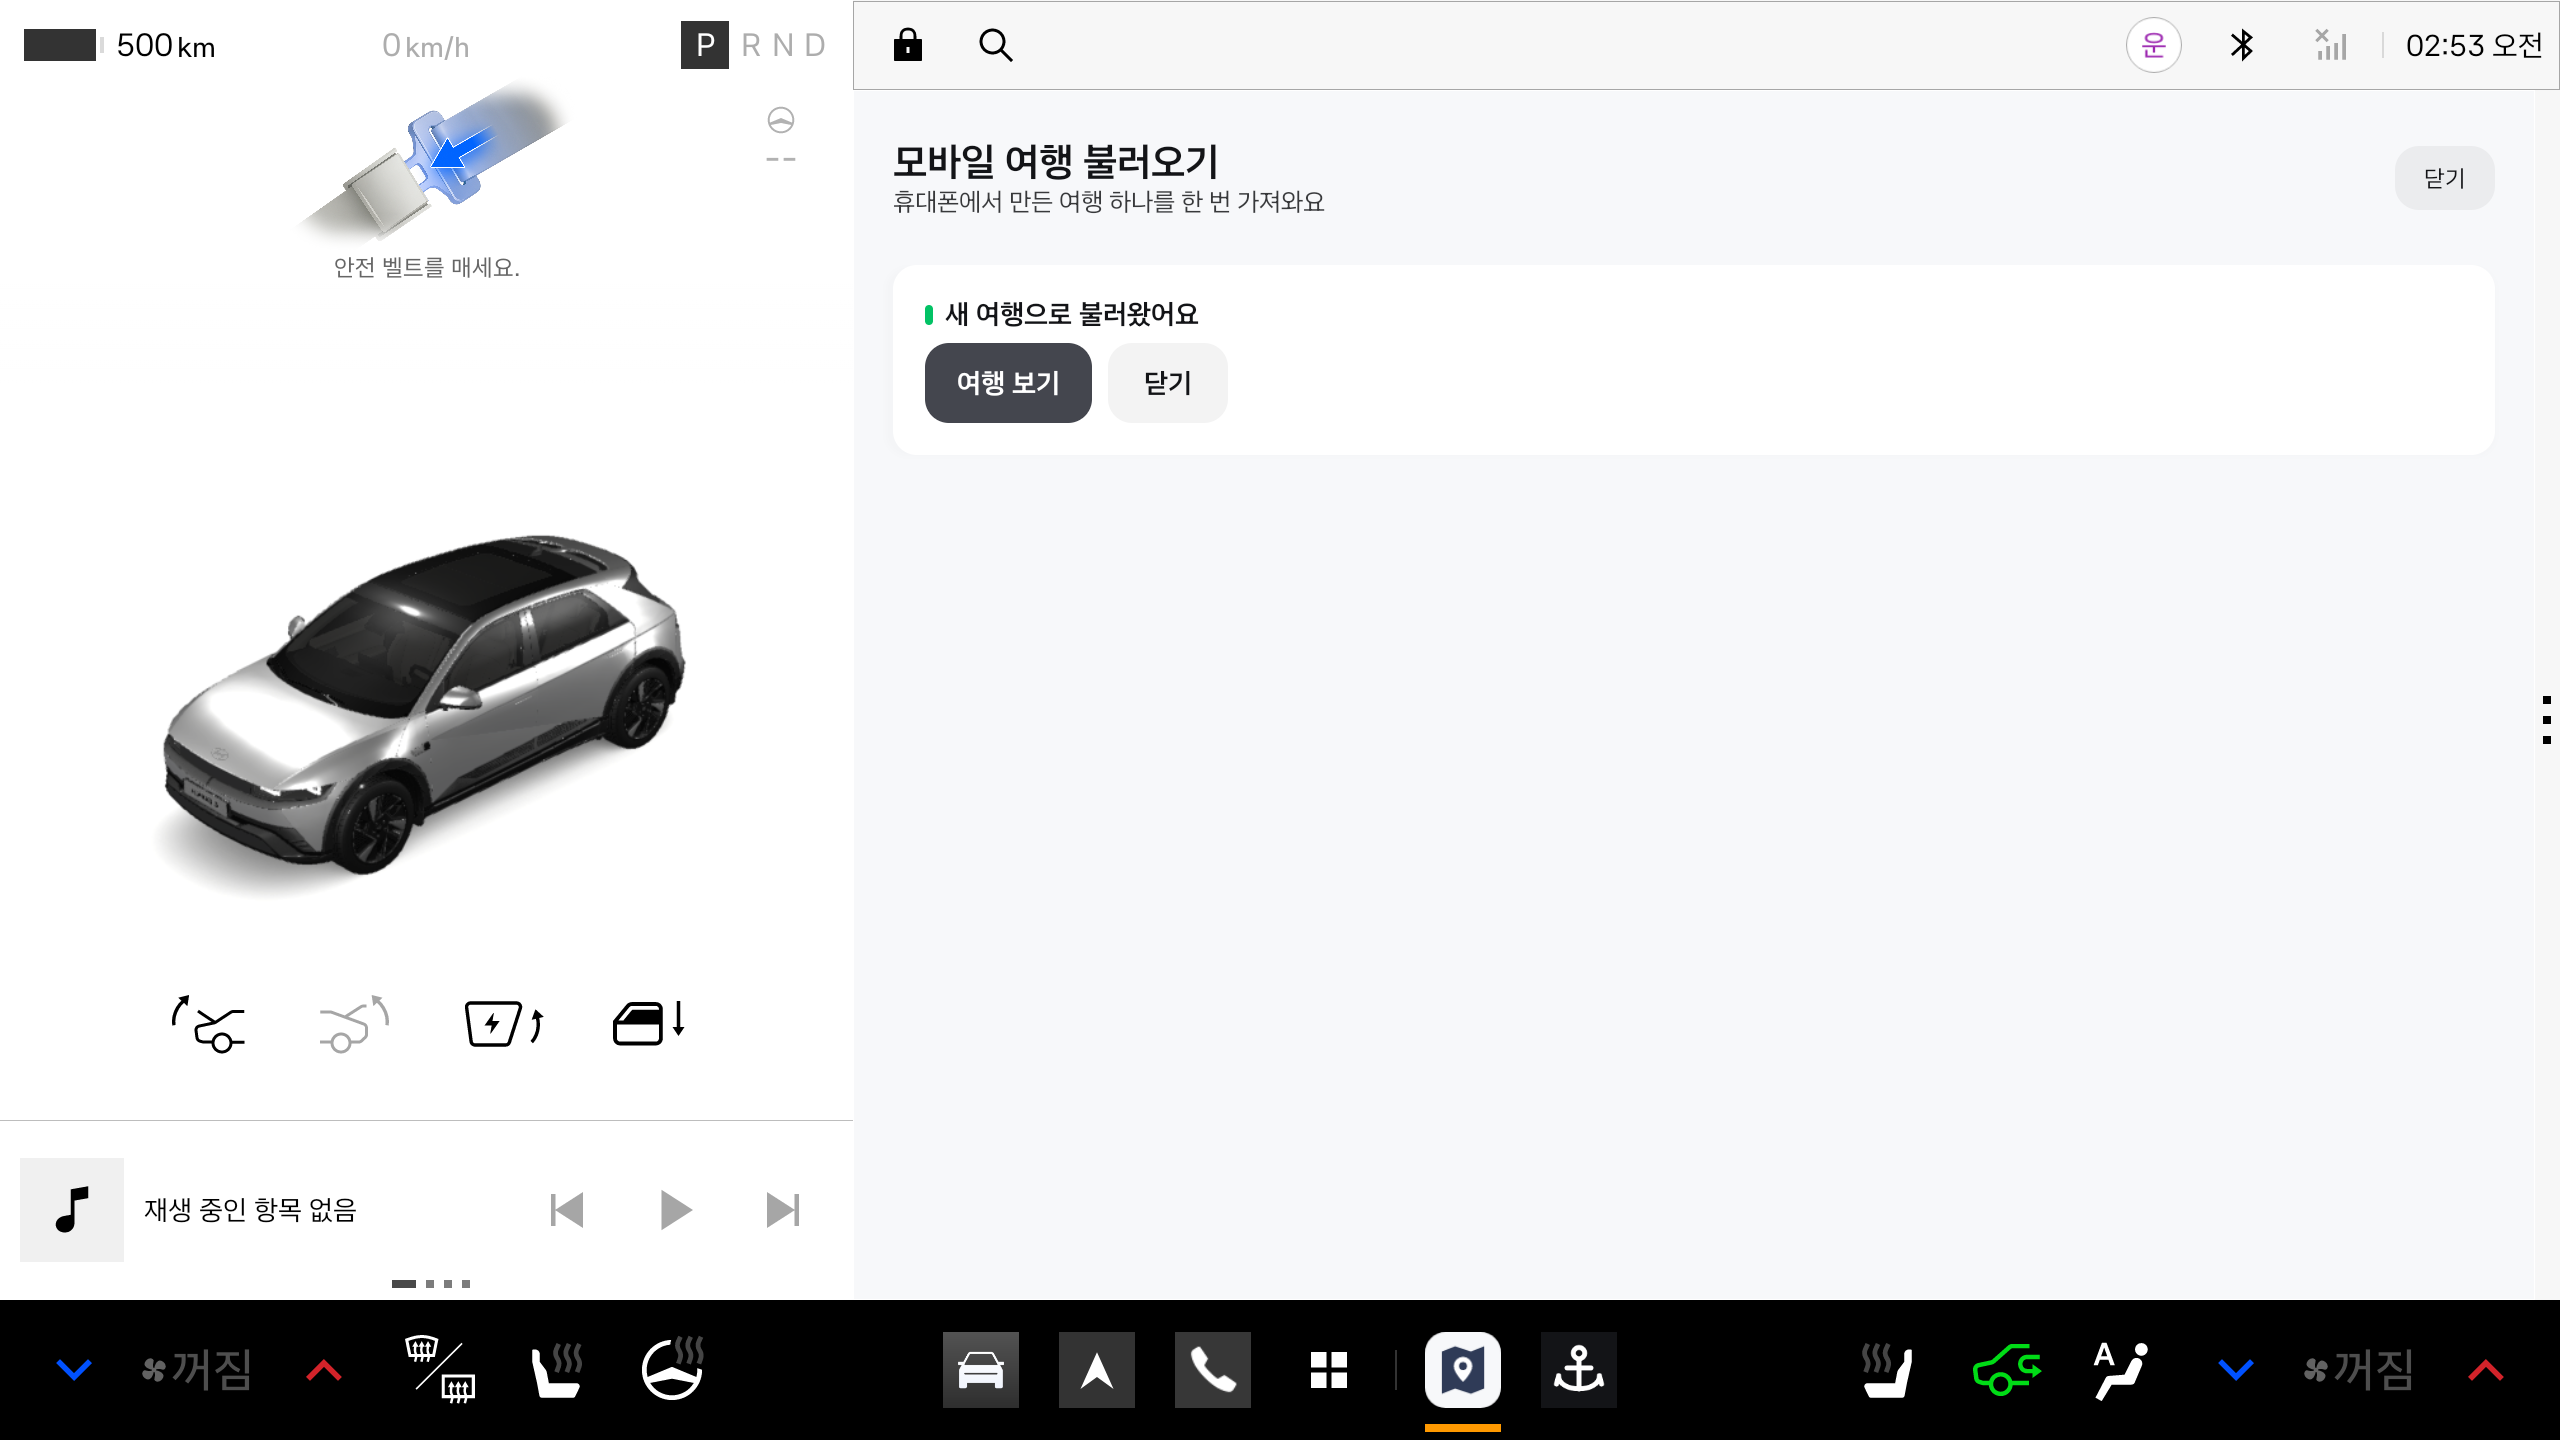 500 km
0 km/h
P R N D
운
02:53 오전
안전 벨트를 매세요.
모바일 여행 불러오기
휴대폰에서 만든 여행 하나를 한 번 가져와요
닫기
새 여행으로 불러왔어요
여행 보기
닫기
재생 중인 항목 없음
꺼짐
A
꺼짐